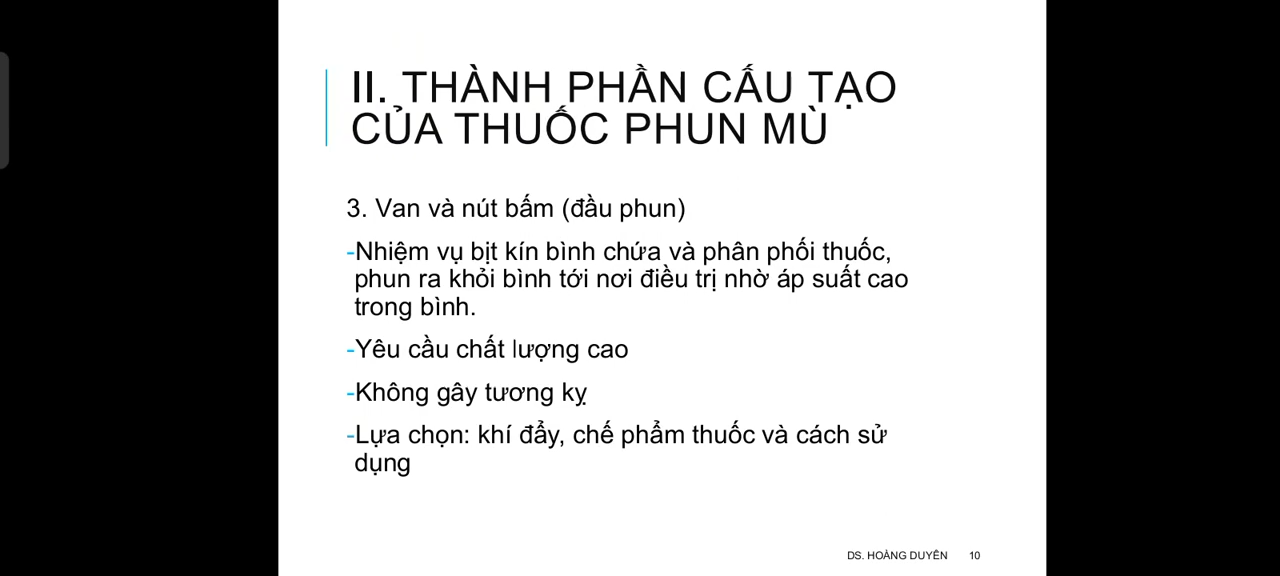 II. THÀNH PHẦN CẤU TẠO
CỦA THUỐC PHUN MÙ
3. Van và nút bấm (đầu phun)
-Nhiệm vụ bịt kín bình chứa và phân phối thuốc,
phun ra khỏi bình tới nơi điều trị nhờ áp suất cao
trong bình.
-Yêu cầu chất lượng cao
-Không gây tương kỵ
-Lựa chọn: khí đẩy, chế phẩm thuốc và cách sử
dụng
DS. HOÀNG DUYÊN 10